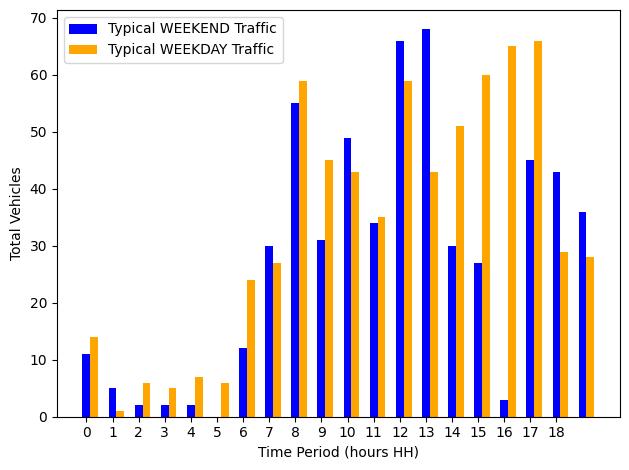 Typical WEEKEND Traffic
Typical WEEKDAY Traffic
70
60
50
40
30
20
10
0
Total Vehicles
0 1 2 3 4 5 6 7 8 9 10 11 12 13 14 15 16 17 18
Time Period (hours HH)